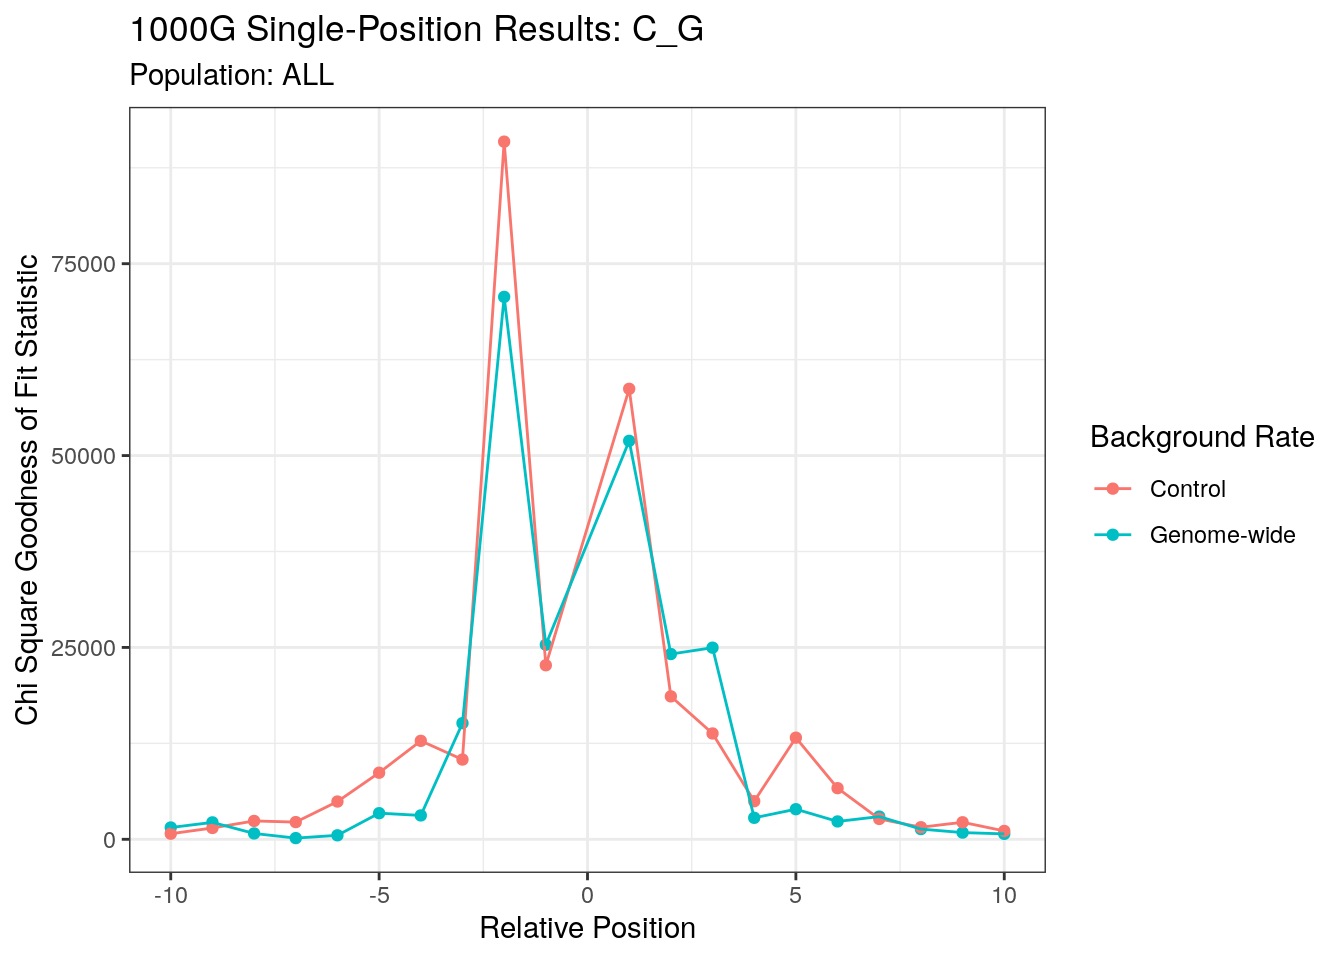 1000G Single-Position Results: C_G
Population: ALL
Chi Square Goodness of Fit Statistic
75000
50000
25000
0
-10
-5
0
5
10
Relative Position
Background Rate
Control
Genome-wide